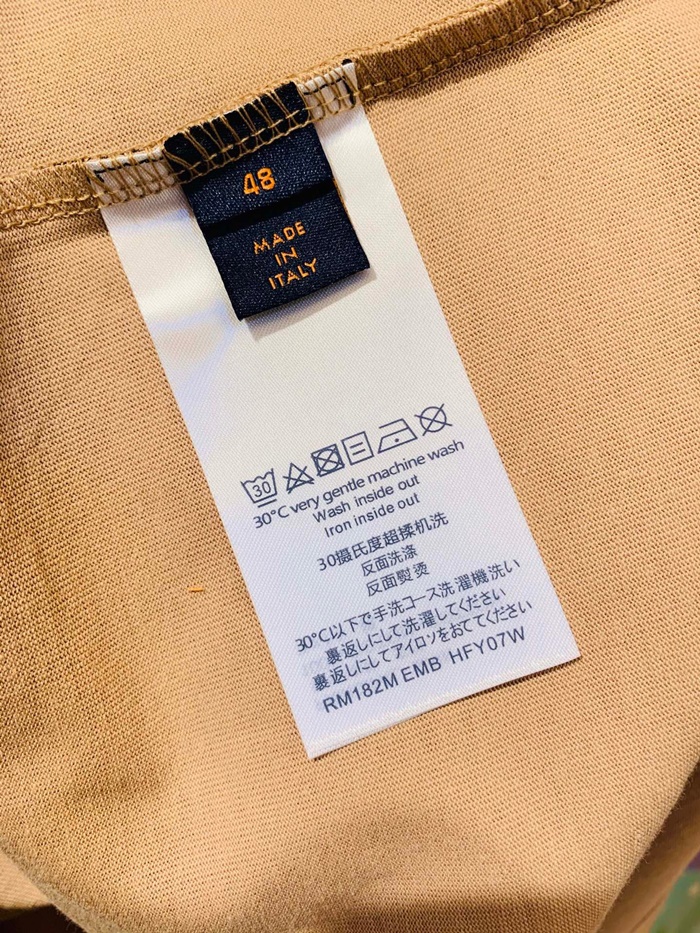 48
MADE
IN
ITALY
30
30°C very gentle machine wash
Wash inside out
Iron inside out
30摄氏度超揉机洗
反面洗涤
反面熨烫
30°C以下で手洗コース洗濯機洗い
裏返しにして洗濯してください
裏返しにしてアイロンをおてください
RM182M EMB HFY07W